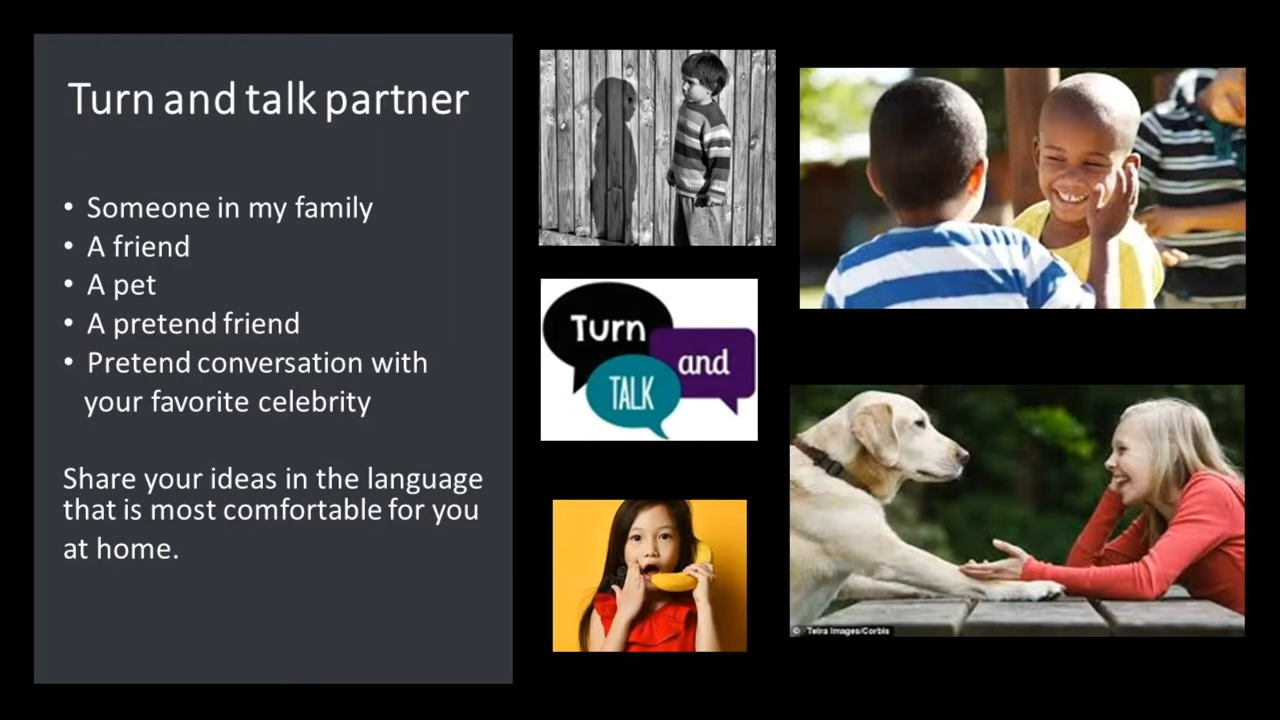 Turn and talk partner
• Someone in my family
• A friend
• A pet
• A pretend friend
• Pretend conversation with
your favorite celebrity
Share your ideas in the language
that is most comfortable for you
at home.
Turn
and
TALK
© Tetra Images/Corbis